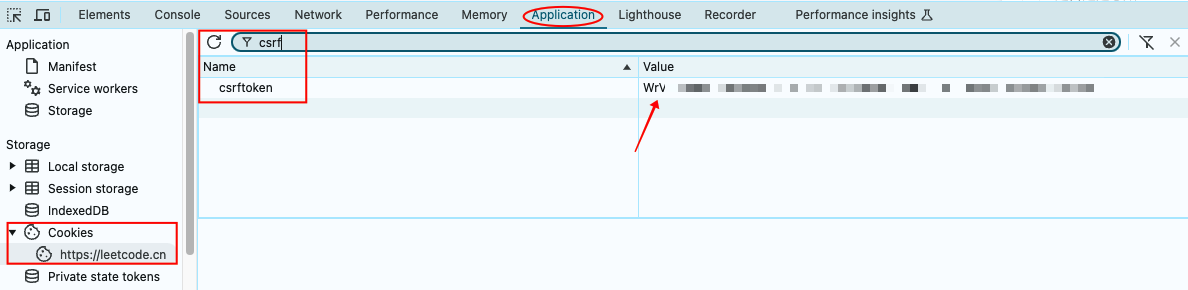 Elements Console Sources Network Performance Memory Application Lighthouse Recorder Performance insights
Application
Manifest
Service workers
Storage
Storage
Local storage
Session storage
IndexedDB
Cookies
https://leetcode.cn
Private state tokens
csrf
Name Value
csrftoken WrV